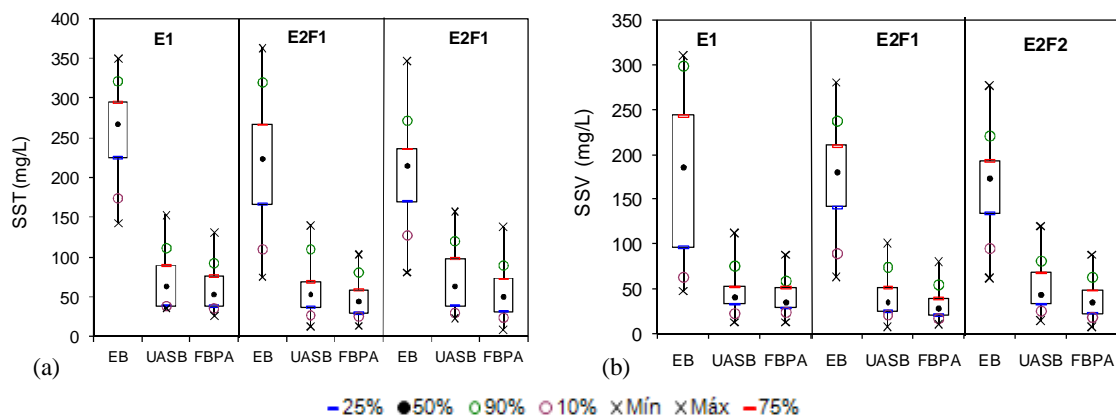 E1 E2F1 E2F1
SST (mg/L)
400
350
300
250
200
150
100
50
0
EB UASB FBPA EB UASB FBPA EB UASB FBPA
(a)
E1 E2F1 E2F2
SSV (mg/L)
350
300
250
200
150
100
50
0
EB UASB FBPA EB UASB FBPA EB UASB FBPA
(b)
25% 50% 90% 10% Mín Máx 75%